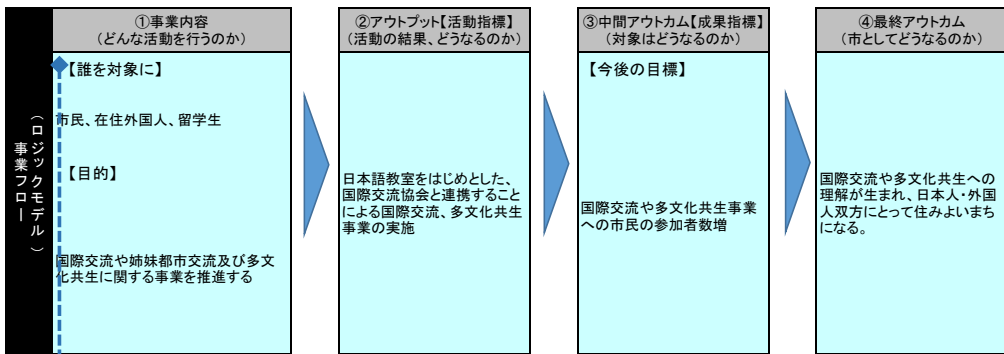 事業フロー
（ロジックモデル）
①事業内容
（どんな活動を行うのか）
【誰を対象に】
市民、在住外国人、留学生
【目的】
国際交流や姉妹都市交流及び多文
化共生に関する事業を推進する
②アウトプット【活動指標】
（活動の結果、どうなるのか）
日本語教室をはじめとした、
国際交流協会と連携すること
による国際交流、多文化共生
事業の実施
③中間アウトカム【成果指標】
（対象はどうなるのか）
【今後の目標】
国際交流や多文化共生事業
への市民の参加者数増
④最終アウトカム
（市としてどうなるのか）
国際交流や多文化共生への
理解が生まれ、日本人・外国
人双方にとって住みよいまち
になる。